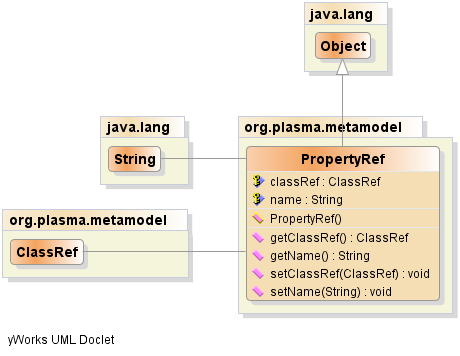 java.lang
Object
java.lang
String
org.plasma.metamodel
PropertyRef
classRef : ClassRef
name : String
PropertyRef()
getClassRef() : ClassRef
getName() : String
setClassRef(ClassRef) : void
setName(String) : void
org.plasma.metamodel
ClassRef
yWorks UML Doclet